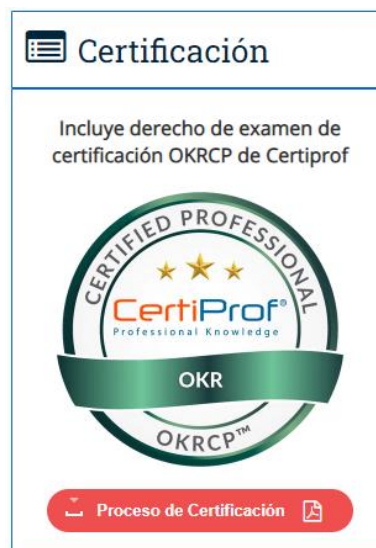 Certificación
Incluye derecho de examen de
certificación OKRCP de Certiprof
CERTIFIED PROFESSIONAL
CertiProf®
Professional Knowledge
OKR
OKRCP™
Proceso de Certificación